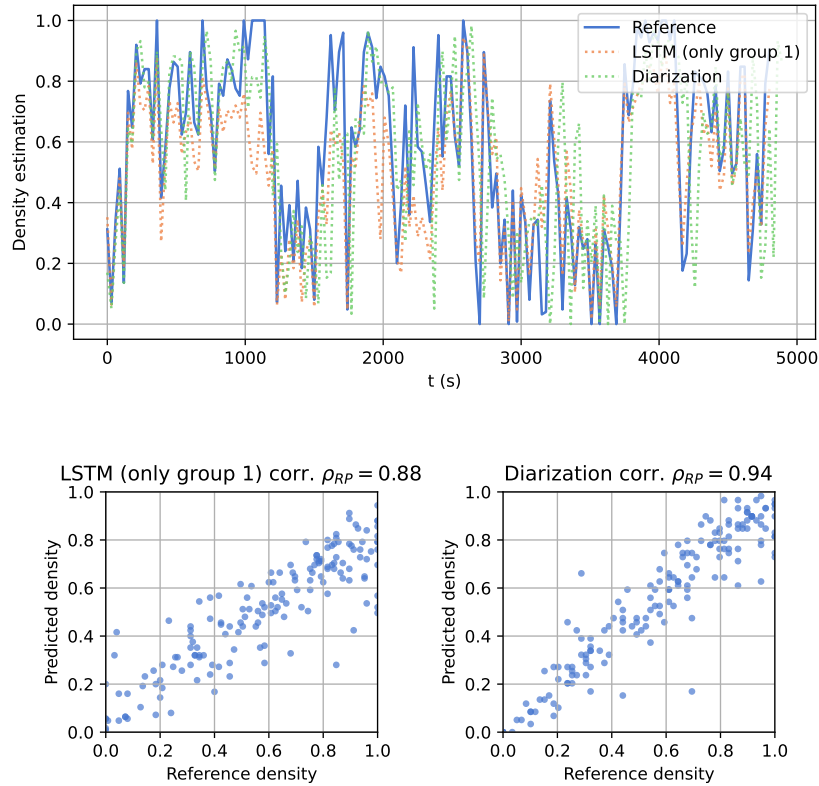 Reference
LSTM (only group 1)
Diarization
Density estimation
1.0
0.8
0.6
0.4
0.2
0.0
0 1000 2000 3000 4000 5000
t (s)
LSTM (only group 1) corr. ρ_RP = 0.88
Predicted density
1.0
0.8
0.6
0.4
0.2
0.0
0.0 0.2 0.4 0.6 0.8 1.0
Reference density
Diarization corr. ρ_RP = 0.94
Predicted density
1.0
0.8
0.6
0.4
0.2
0.0
0.0 0.2 0.4 0.6 0.8 1.0
Reference density